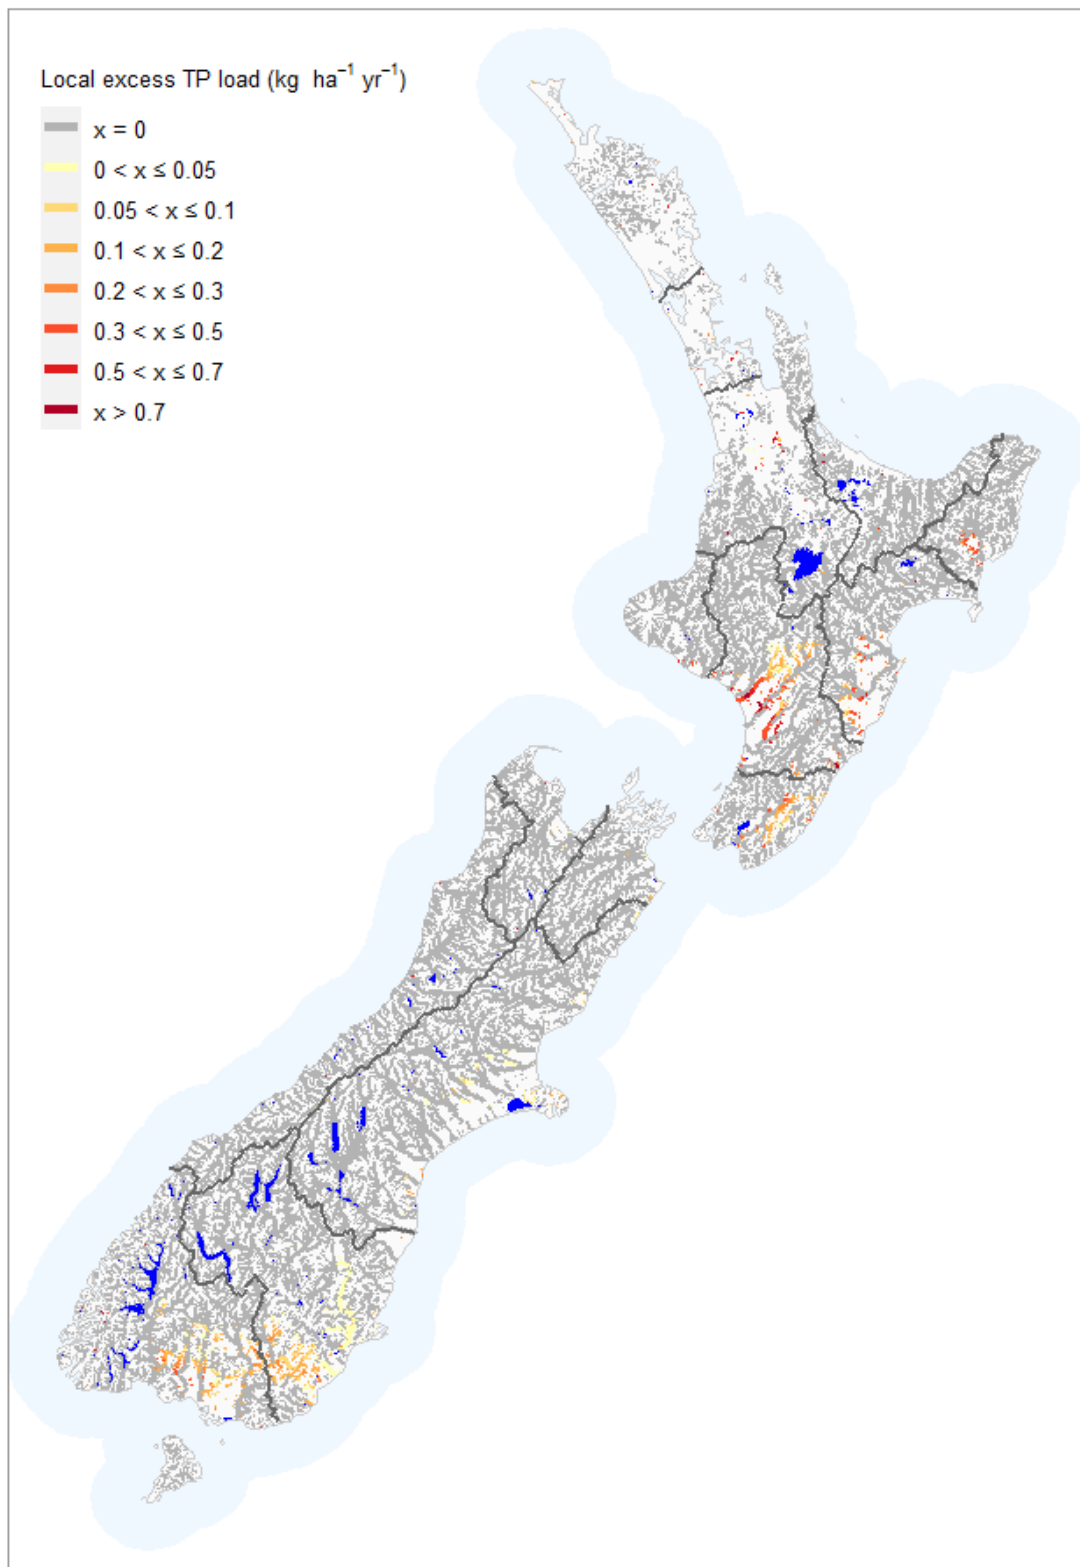 Local excess TP load (kg ha⁻¹ yr⁻¹)
x = 0
0 < x ≤ 0.05
0.05 < x ≤ 0.1
0.1 < x ≤ 0.2
0.2 < x ≤ 0.3
0.3 < x ≤ 0.5
0.5 < x ≤ 0.7
x > 0.7